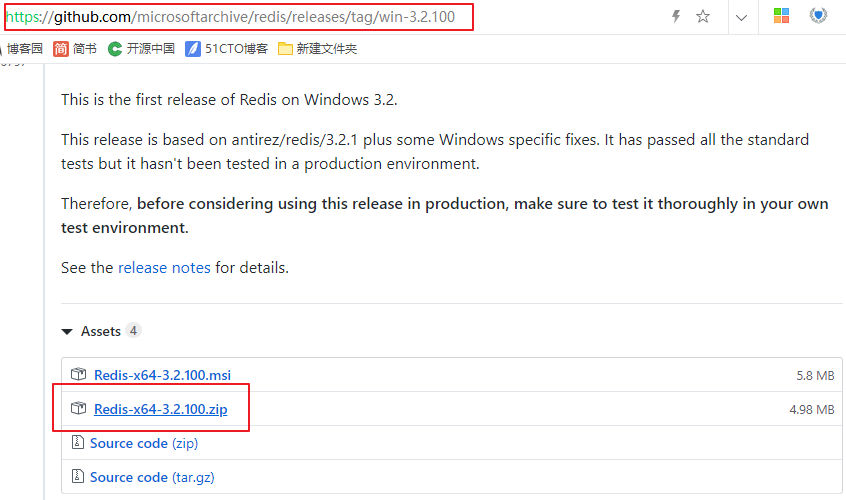 https://github.com/microsoftarchive/redis/releases/tag/win-3.2.100
博客园 简 简书 开源中国 51CTO博客 新建文件夹
This is the first release of Redis on Windows 3.2.
This release is based on antirez/redis/3.2.1 plus some Windows specific fixes. It has passed all the standard
tests but it hasn't been tested in a production environment.
Therefore, before considering using this release in production, make sure to test it thoroughly in your own
test environment.
See the release notes for details.
Assets 4
Redis-x64-3.2.100.msi 5.8 MB
Redis-x64-3.2.100.zip 4.98 MB
Source code (zip)
Source code (tar.gz)